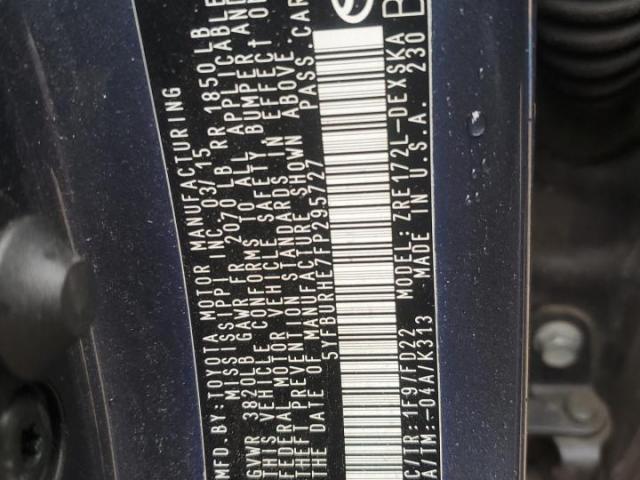 MFD.BY: TOYOTA MOTOR MANUFACTURING
MISSISSIPPI INC. 03/15
GVWR 3820LB GAWR FR 2070 LB RR 1850 LB
THIS VEHICLE CONFORMS TO ALL APPLICABLE
FEDERAL MOTOR VEHICLE SAFETY, BUMPER AND
THEFT PREVENTION STANDARDS IN EFFECT ON
THE DATE OF MANUFACTURE SHOWN ABOVE.
5YFBURHE7FP295727 PASS.CAR
C/TR: 1F9/FD22 MODEL: ZRE172L-DEXSKA
A/TM: -04A/K313 MADE IN U.S.A. 230